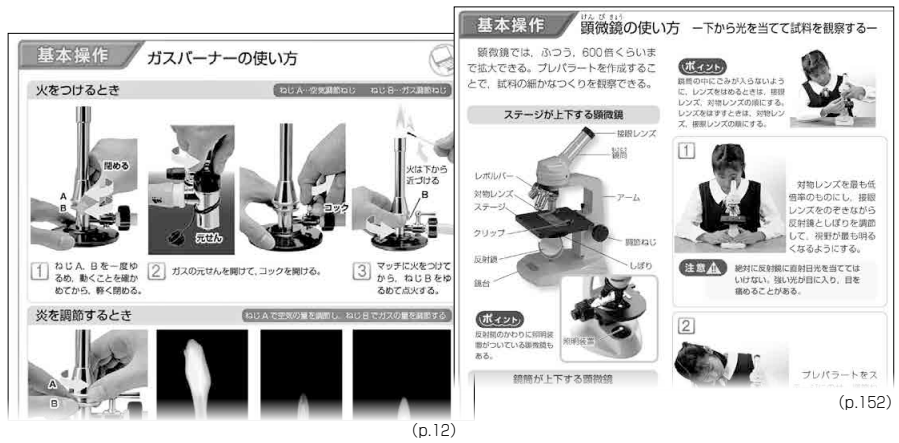 基本操作
ガスバーナーの使い方
火をつけるとき
ねじA…空気調節ねじ ねじB…ガス調節ねじ
閉める
A
B
元せん
コック
火は下から
近づける
B
1
ねじA，Bを一度ゆ
るめ，動くことを確か
めてから，軽く閉める。
2
ガスの元せんを開けて，コックを開ける。
3
マッチに火をつけて
から，ねじBをゆ
るめて点火する。
炎を調節するとき
ねじAで空気の量を調節し，ねじBでガスの量を調節する
A
B
(p.12)
基本操作
けんびきょう
顕微鏡の使い方
ー下から光を当てて試料を観察するー
顕微鏡では，ふつう，600倍くらいま
で拡大できる。プレパラートを作成するこ
とで，試料の細かなつくりを観察できる。
ステージが上下する顕微鏡
接眼レンズ
鏡筒
レボルバー
対物レンズ
ステージ
アーム
クリップ
調節ねじ
反射鏡
しぼり
鏡台
ポイント
反射鏡のかわりに照明装
置がついている顕微鏡も
ある。
照明装置
鏡筒が上下する顕微鏡
ポイント
鏡筒の中にごみが入らないよう
に，レンズをはめるときは，接眼
レンズ，対物レンズの順にする。
レンズをはずすときは，対物レン
ズ，接眼レンズの順にする。
1
対物レンズを最も低
倍率のものにし，接眼
レンズをのぞきながら
反射鏡としぼりを調節
して，視野が最も明る
くなるようにする。
注意
絶対に反射鏡に直射日光を当てては
いけない。強い光が目に入り，目を
痛めることがある。
2
プレパラートをス
(p.152)